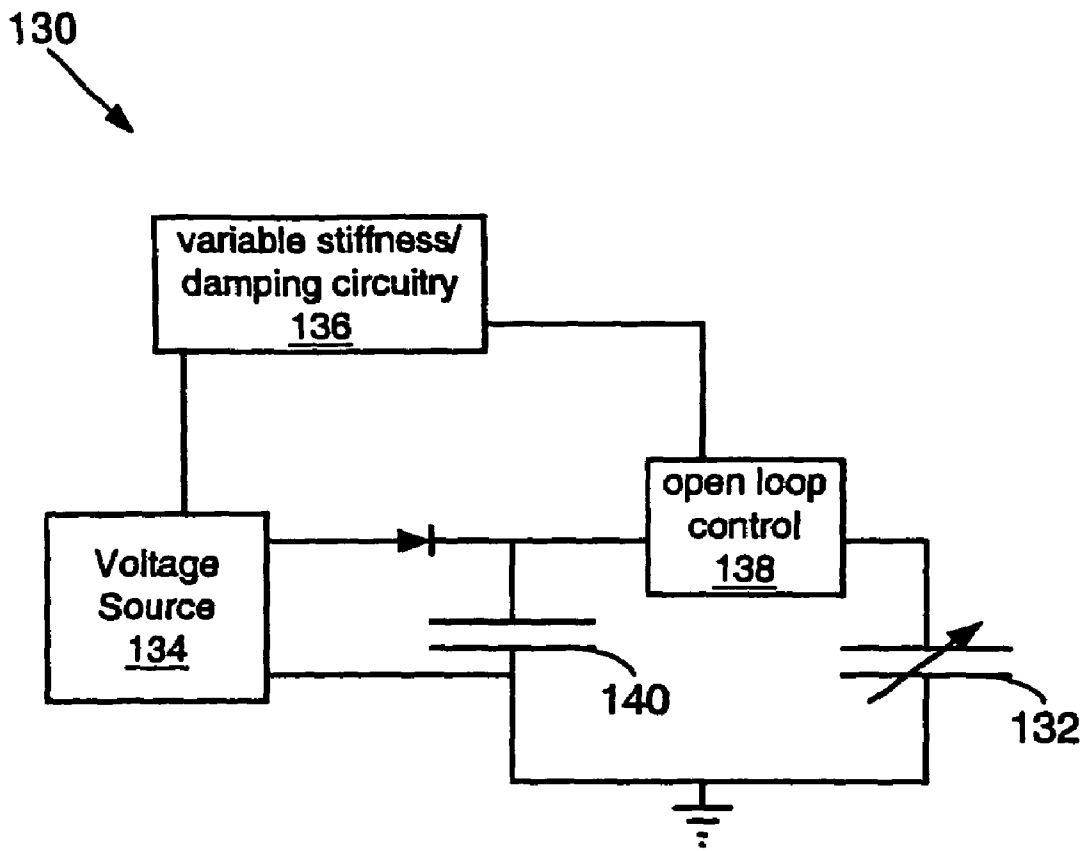 130
variable stiffness/
damping circuitry
136
open loop
control
138
Voltage
Source
134
140
132